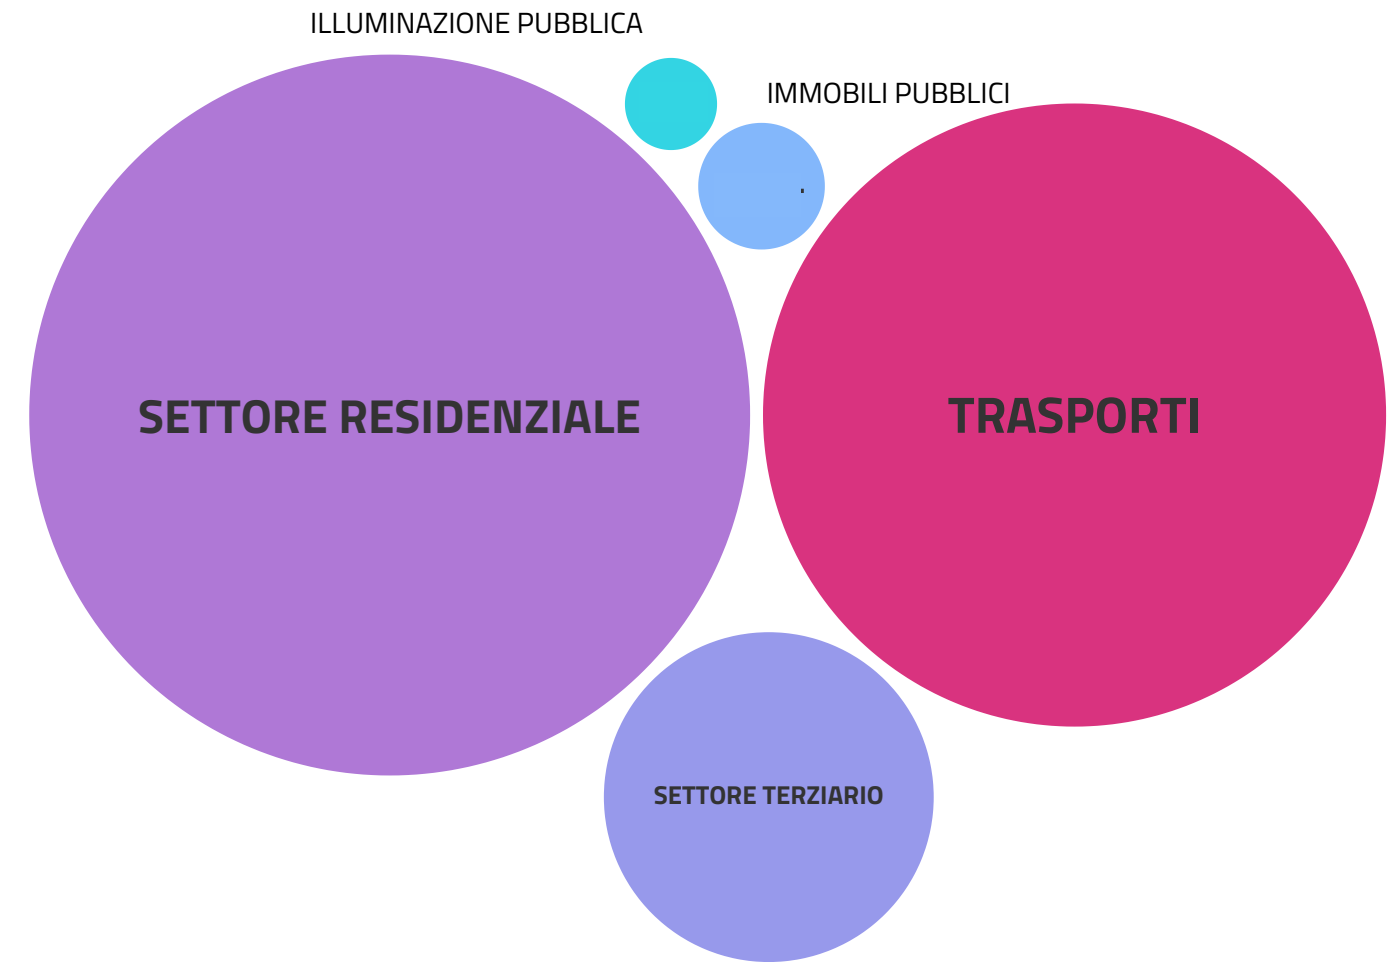 ILLUMINAZIONE PUBBLICA
IMMOBILI PUBBLICI
SETTORE RESIDENZIALE
TRASPORTI
SETTORE TERZIARIO